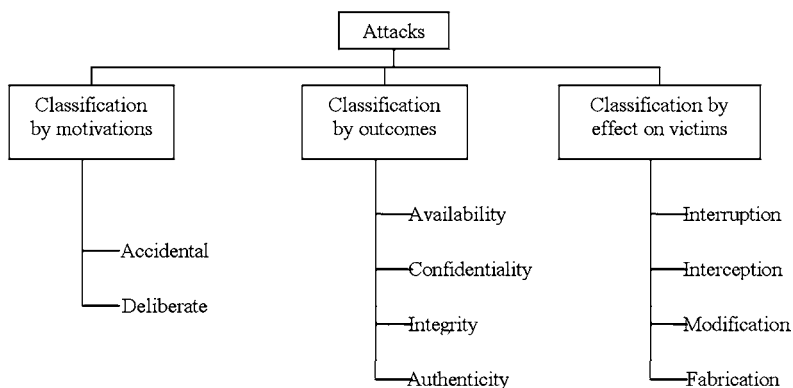 Attacks
Classification
by motivations
Accidental
Deliberate
Classification
by outcomes
Availability
Confidentiality
Integrity
Authenticity
Classification by
effect on victims
Interruption
Interception
Modification
Fabrication